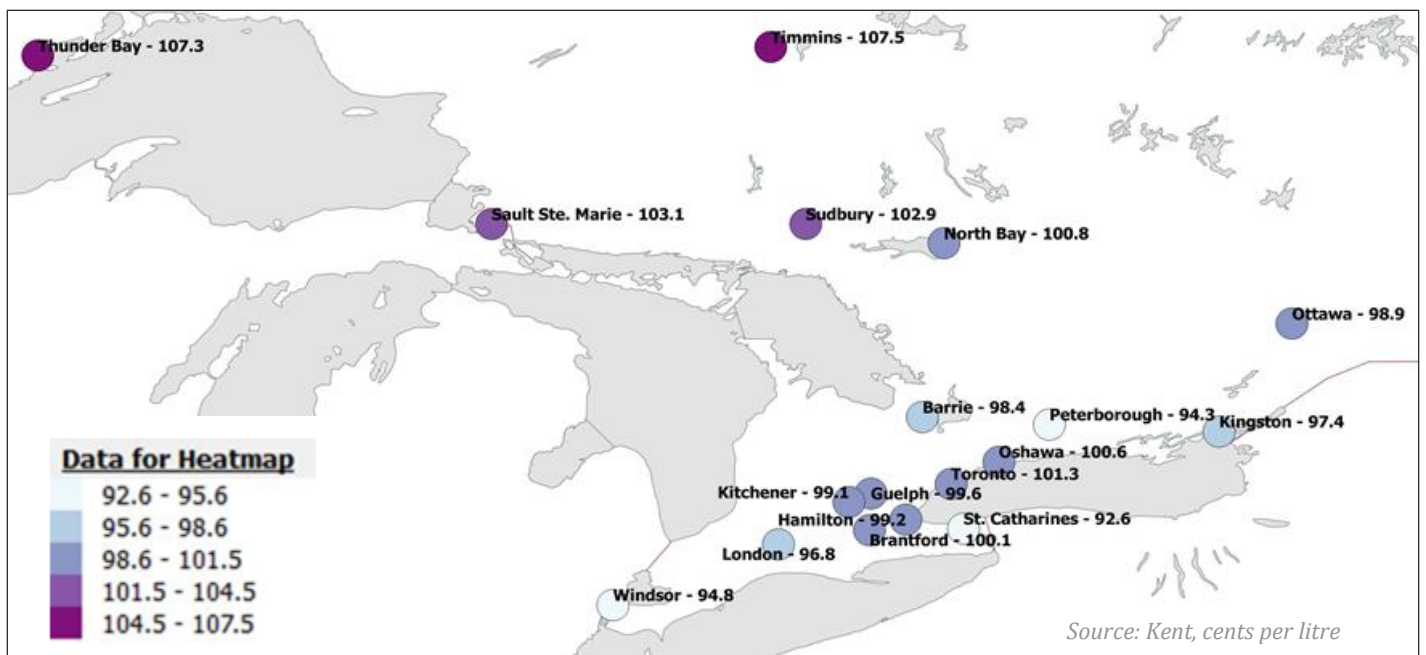 Thunder Bay - 107.3
Timmins - 107.5
Sault Ste. Marie - 103.1
Sudbury - 102.9
North Bay - 100.8
Ottawa - 98.9
Barrie - 98.4
Peterborough - 94.3
Kingston - 97.4
Oshawa - 100.6
Toronto - 101.3
Kitchener - 99.1
Guelph - 99.6
Hamilton - 99.2
St. Catharines - 92.6
Brantford - 100.1
London - 96.8
Windsor - 94.8
Data for Heatmap
92.6 - 95.6
95.6 - 98.6
98.6 - 101.5
101.5 - 104.5
104.5 - 107.5
Source: Kent, cents per litre